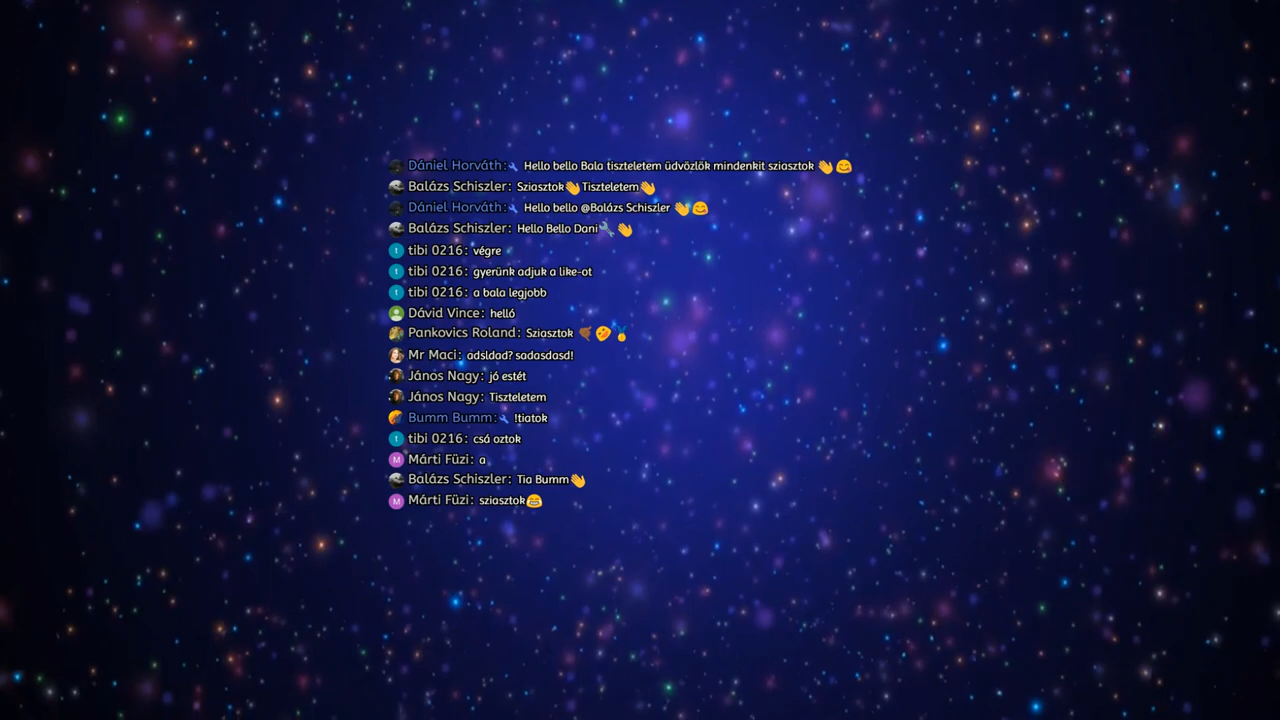 Dániel Horváth: Hello bello Bala tiszteletem üdvözlök mindenkit sziasztok 👋😊
Balázs Schiszler: Sziasztok👋Tiszteletem👋
Dániel Horváth: Hello bello @Balázs Schiszler 👋😊
Balázs Schiszler: Hello Bello Dani🔧👋
tibi 0216: végre
tibi 0216: gyerünk adjuk a like-ot
tibi 0216: a bala legjobb
Dávid Vince: helló
Pankovics Roland: Sziasztok
Mr Maci: adsldad? sadasdasd!
János Nagy: jó estét
János Nagy: Tiszteletem
Bumm Bumm: !tiatok
tibi 0216: csá oztok
Márti Füzi: a
Balázs Schiszler: Tia Bumm👋
Márti Füzi: sziasztok😂